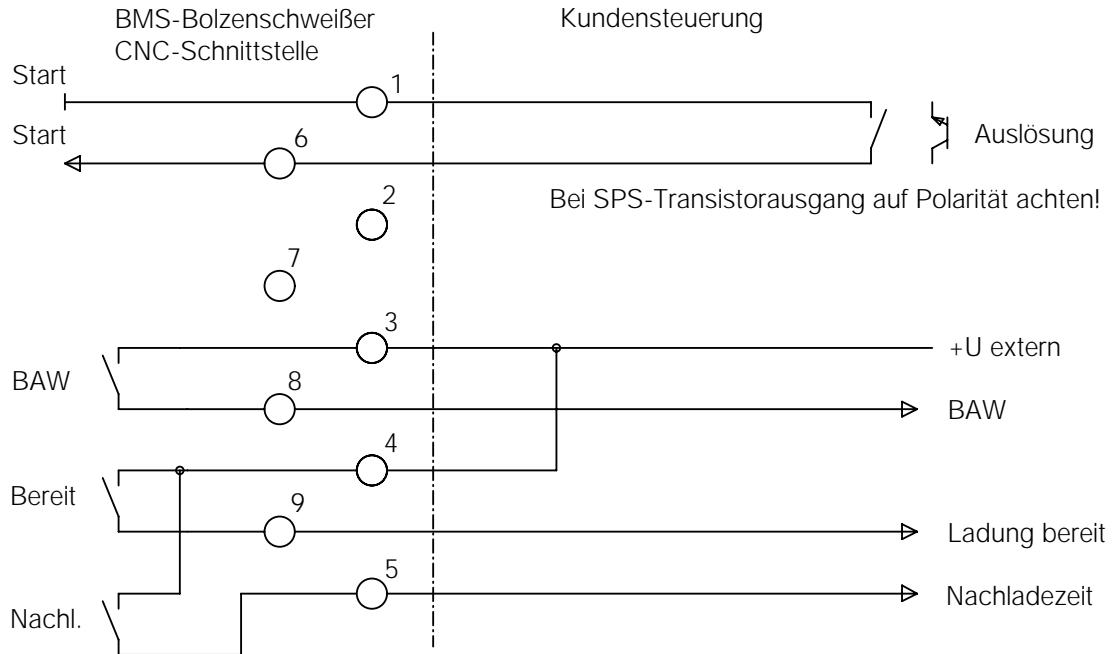 BMS-Bolzenschweißer
CNC-Schnittstelle
Kundensteuerung
Start
1
Start
6
Auslösung
2
Bei SPS-Transistorausgang auf Polarität achten!
7
3
+U extern
BAW
8
BAW
4
Bereit
9
Ladung bereit
5
Nachladezeit
Nachl.